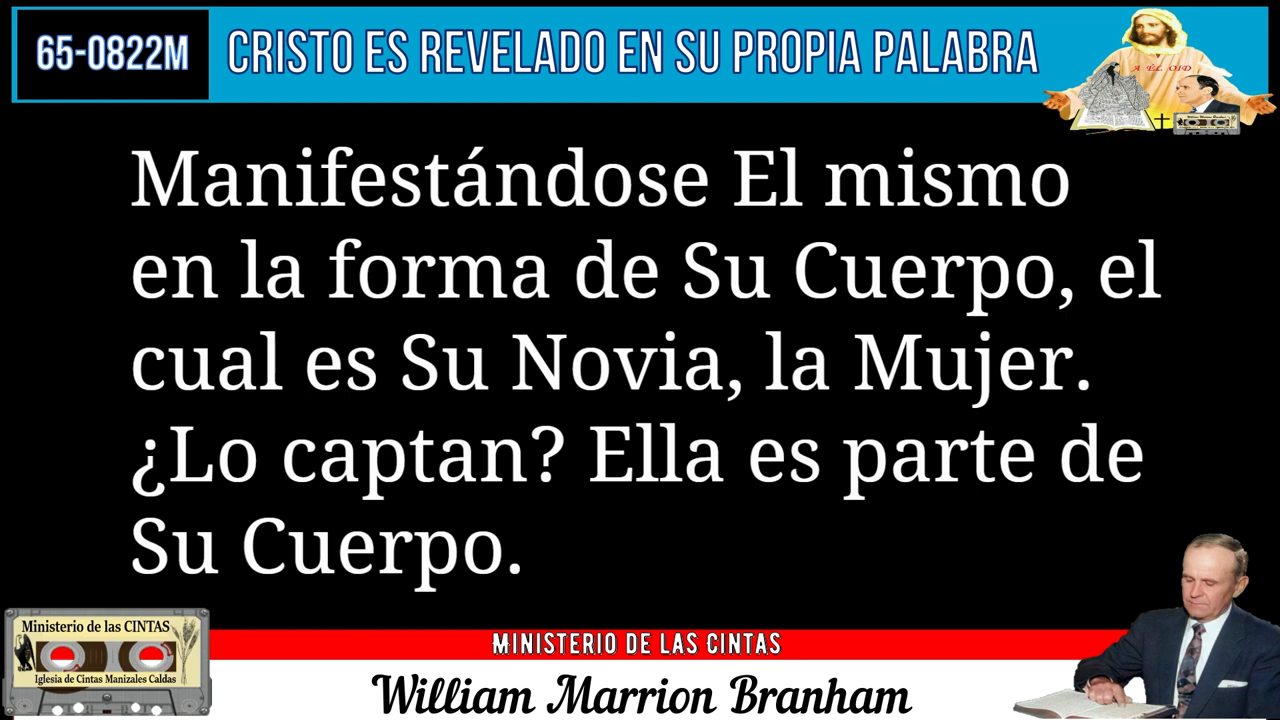 65-0822M
CRISTO ES REVELADO EN SU PROPIA PALABRA
A ÉL OID
Manifestándose El mismo
en la forma de Su Cuerpo, el
cual es Su Novia, la Mujer.
¿Lo captan? Ella es parte de
Su Cuerpo.
Ministerio de las CINTAS
Iglesia de Cintas Manizales Caldas
MINISTERIO DE LAS CINTAS
William Marrion Branham